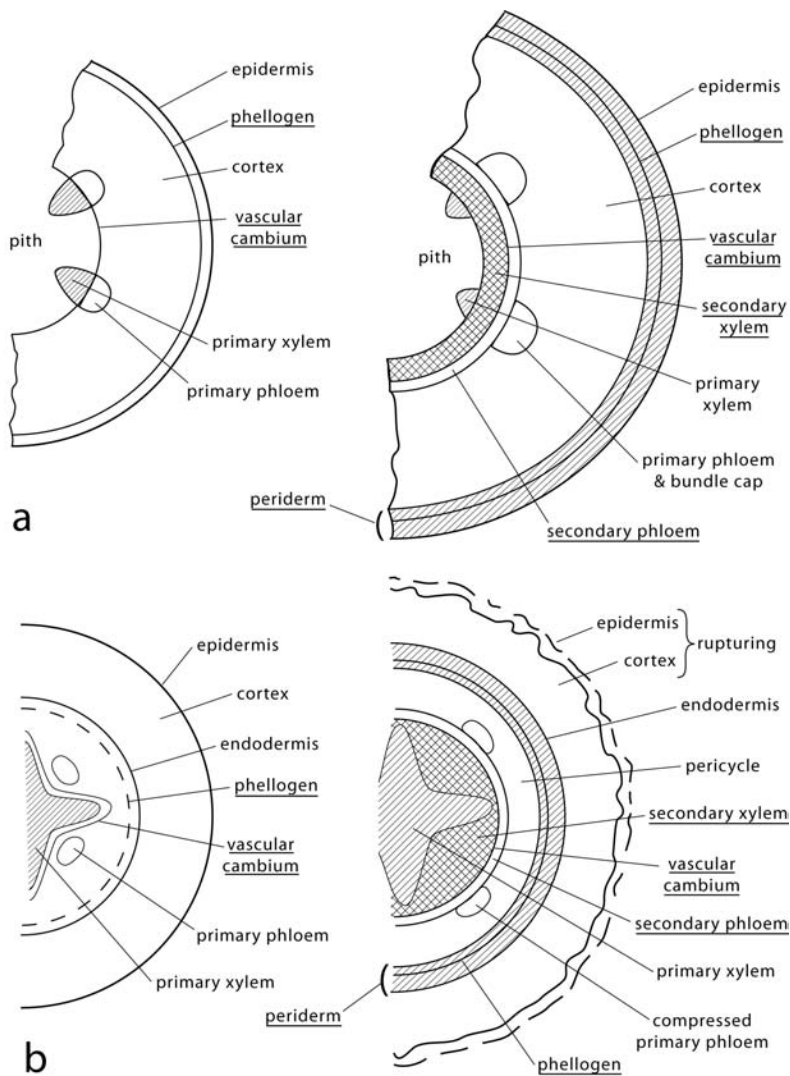 epidermis
phellogen
cortex
vascular
cambium
pith
primary xylem
primary phloem
a
epidermis
phellogen
cortex
vascular
cambium
pith
secondary
xylem
primary
xylem
primary phloem
& bundle cap
periderm
secondary phloem
epidermis
cortex
endodermis
phellogen
vascular
cambium
primary phloem
primary xylem
b
epidermis
rupturing
cortex
endodermis
pericycle
secondary xylem
vascular
cambium
secondary phloem
primary xylem
periderm
compressed
primary phloem
phellogen